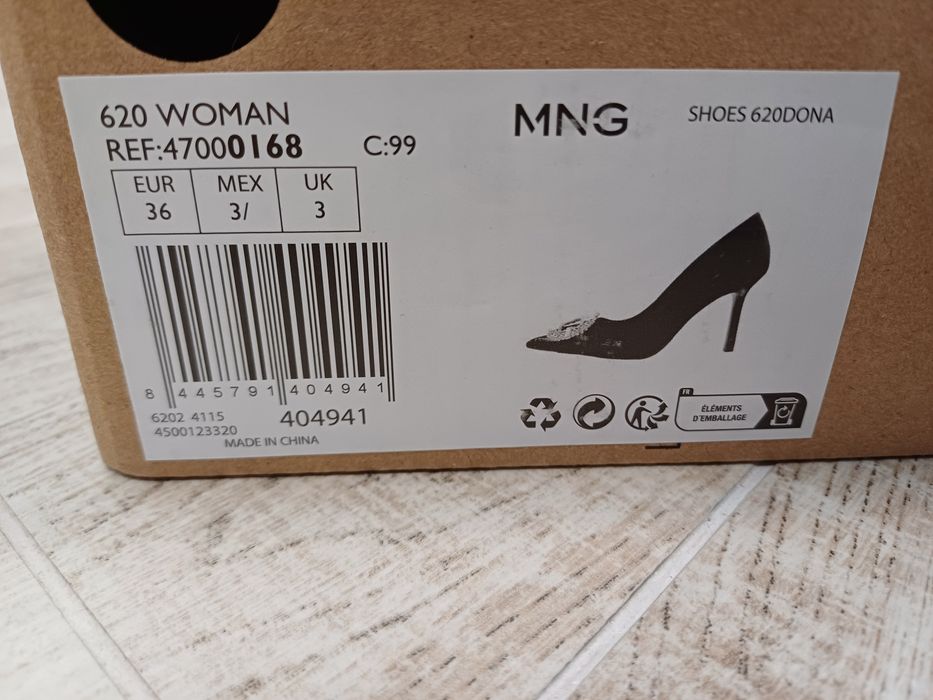 620 WOMAN
REF:47000168 C:99
MNG
SHOES 620DONA
EUR MEX UK
36 3/ 3
8 445791 404941
6202 4115
4500123320
404941
MADE IN CHINA
FR
ÉLÉMENTS
D'EMBALLAGE